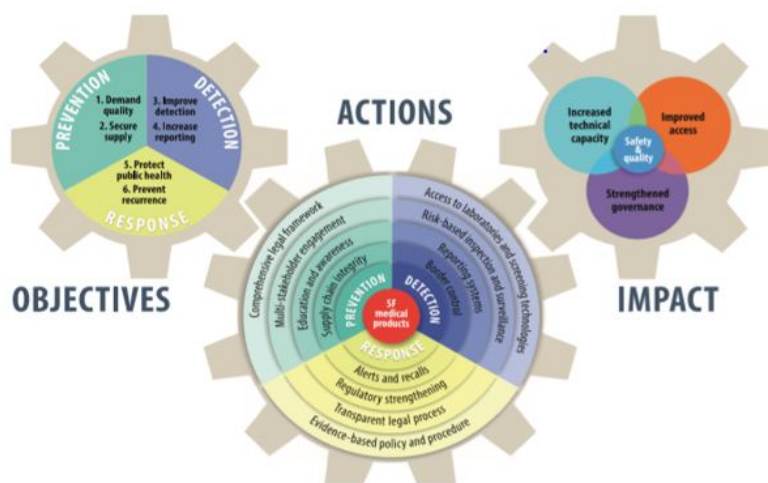 PREVENTION
1. Demand
quality
2. Secure
supply
DETECTION
3. Improve
detection
4. Increase
reporting
5. Protect
public health
6. Prevent
recurrence
RESPONSE
OBJECTIVES
ACTIONS
Comprehensive legal framework
Multi-stakeholder engagement
Education and awareness
Supply chain integrity
PREVENTION
Access to laboratories and screening technologies
Risk-based inspection and surveillance
Reporting systems
Border control
DETECTION
SF
medical
products
RESPONSE
Alerts and recalls
Regulatory strengthening
Transparent legal process
Evidence-based policy and procedure
Increased
technical
capacity
Improved
access
Safety
&
quality
Strengthened
governance
IMPACT